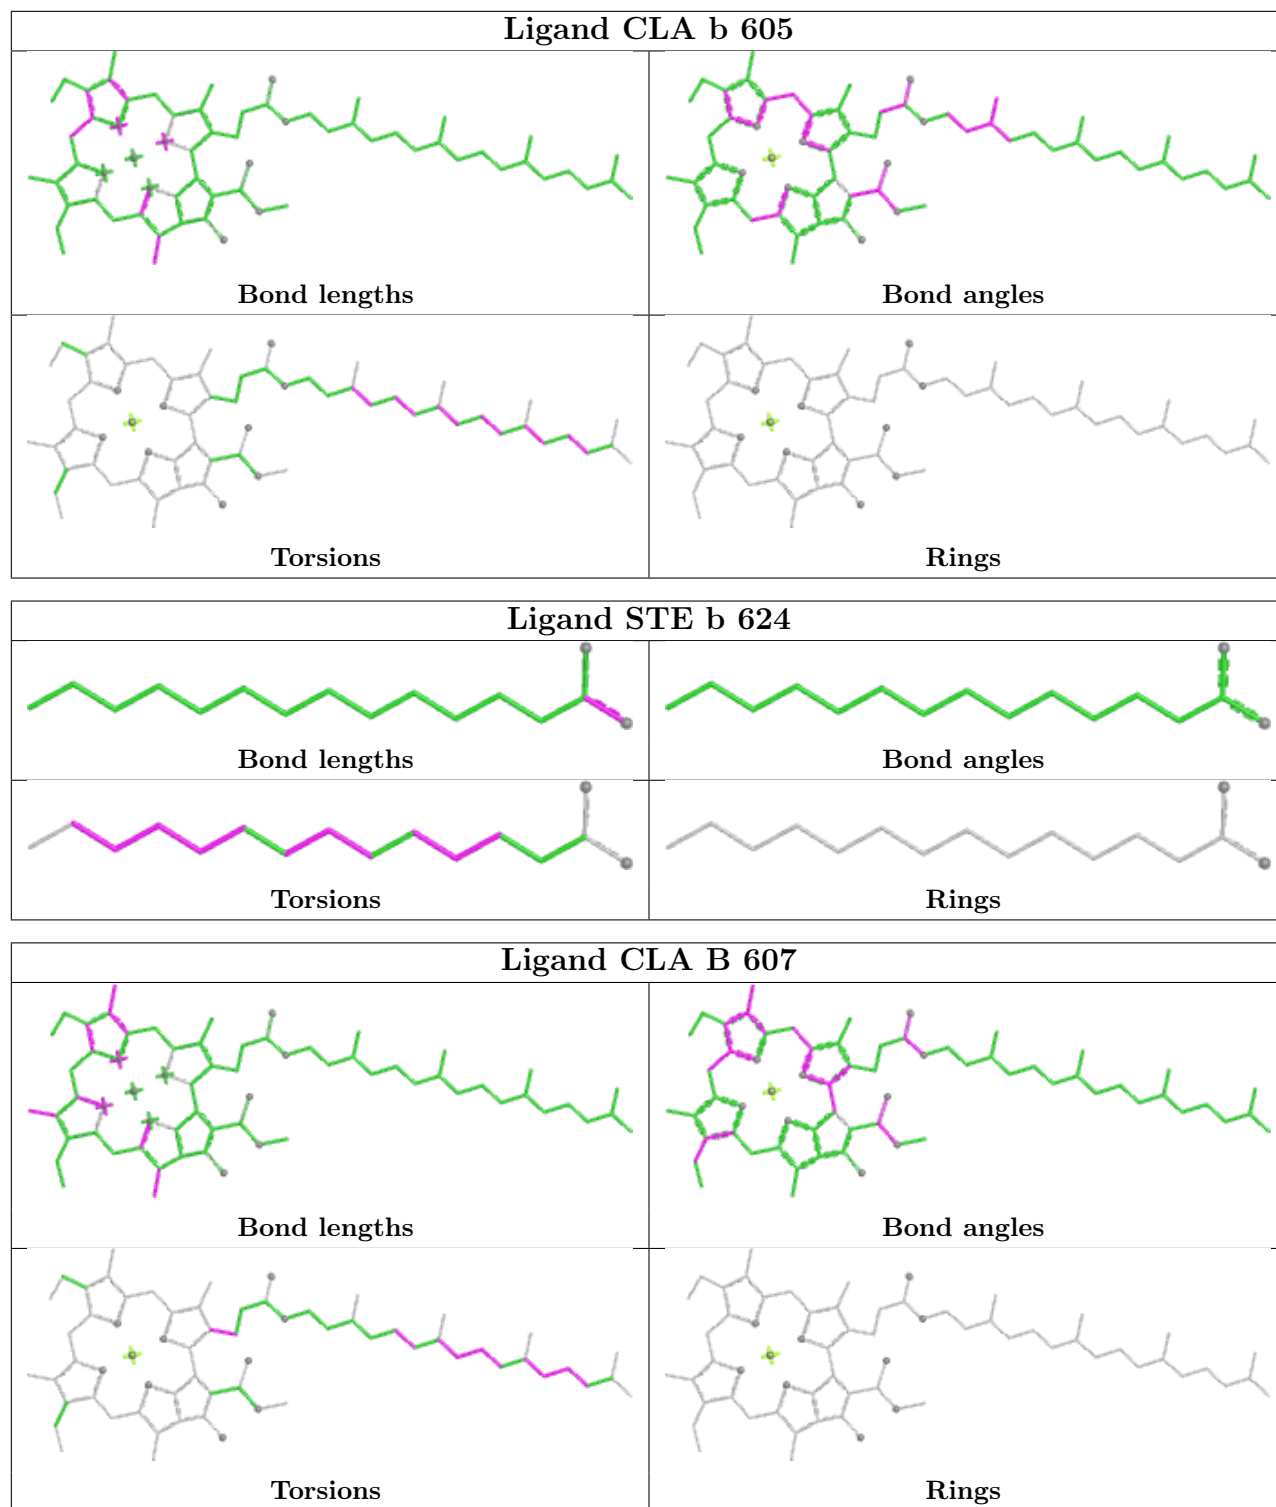 Ligand CLA b 605
Bond lengths
Bond angles
Torsions
Rings
Ligand STE b 624
Bond lengths
Bond angles
Torsions
Rings
Ligand CLA B 607
Bond lengths
Bond angles
Torsions
Rings